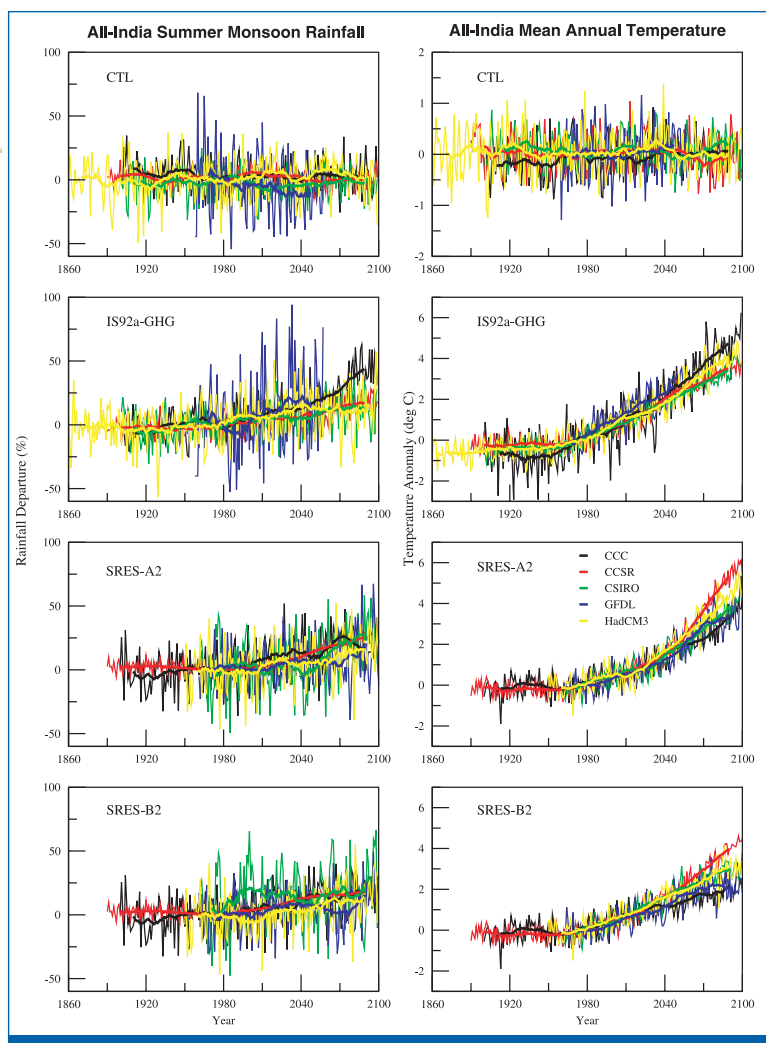 All-India Summer Monsoon Rainfall
All-India Mean Annual Temperature
100
50
0
-50
1860 1920 1980 2040 2100
CTL
2
1
0
-1
-2
1860 1920 1980 2040 2100
CTL
Rainfall Departure (%)
100
50
0
-50
1860 1920 1980 2040 2100
IS92a-GHG
Temperature Anomaly (deg C)
6
4
2
0
-2
1860 1920 1980 2040 2100
IS92a-GHG
100
50
0
-50
1860 1920 1980 2040 2100
SRES-A2
6
4
2
0
-2
1860 1920 1980 2040 2100
SRES-A2
CCC
CCSR
CSIRO
GFDL
HadCM3
100
50
0
-50
1860 1920 1980 2040 2100
SRES-B2
Year
6
4
2
0
-2
1860 1920 1980 2040 2100
SRES-B2
Year